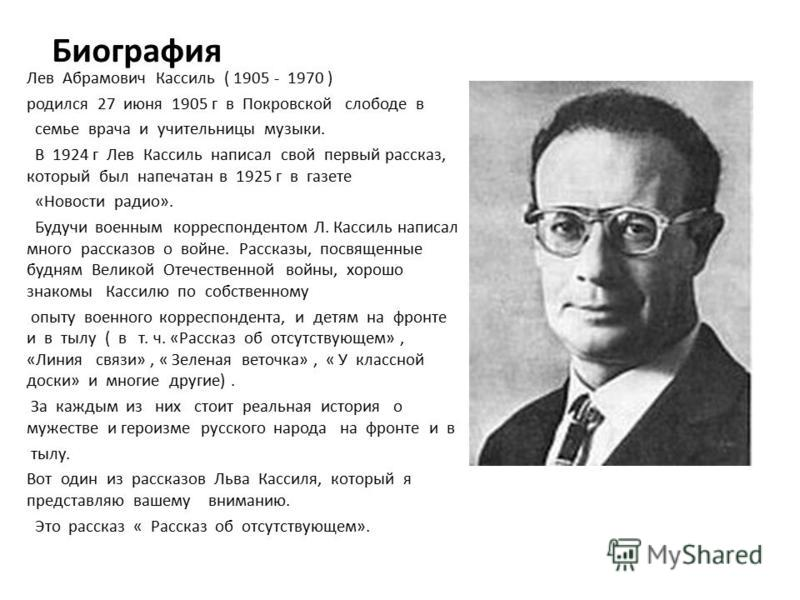 Биография
Лев Абрамович Кассиль ( 1905 - 1970 )
родился 27 июня 1905 г в Покровской слободе в
семье врача и учительницы музыки.
В 1924 г Лев Кассиль написал свой первый рассказ,
который был напечатан в 1925 г в газете
«Новости радио».
Будучи военным корреспондентом Л. Кассиль написал
много рассказов о войне. Рассказы, посвященные
будням Великой Отечественной войны, хорошо
знакомы Кассилю по собственному
опыту военного корреспондента, и детям на фронте
и в тылу ( в т. ч. «Рассказ об отсутствующем» ,
«Линия связи» , « Зеленая веточка» , « У классной
доски» и многие другие) .
За каждым из них стоит реальная история о
мужестве и героизме русского народа на фронте и в
тылу.
Вот один из рассказов Льва Кассиля, который я
представляю вашему вниманию.
Это рассказ « Рассказ об отсутствующем».
MyShared